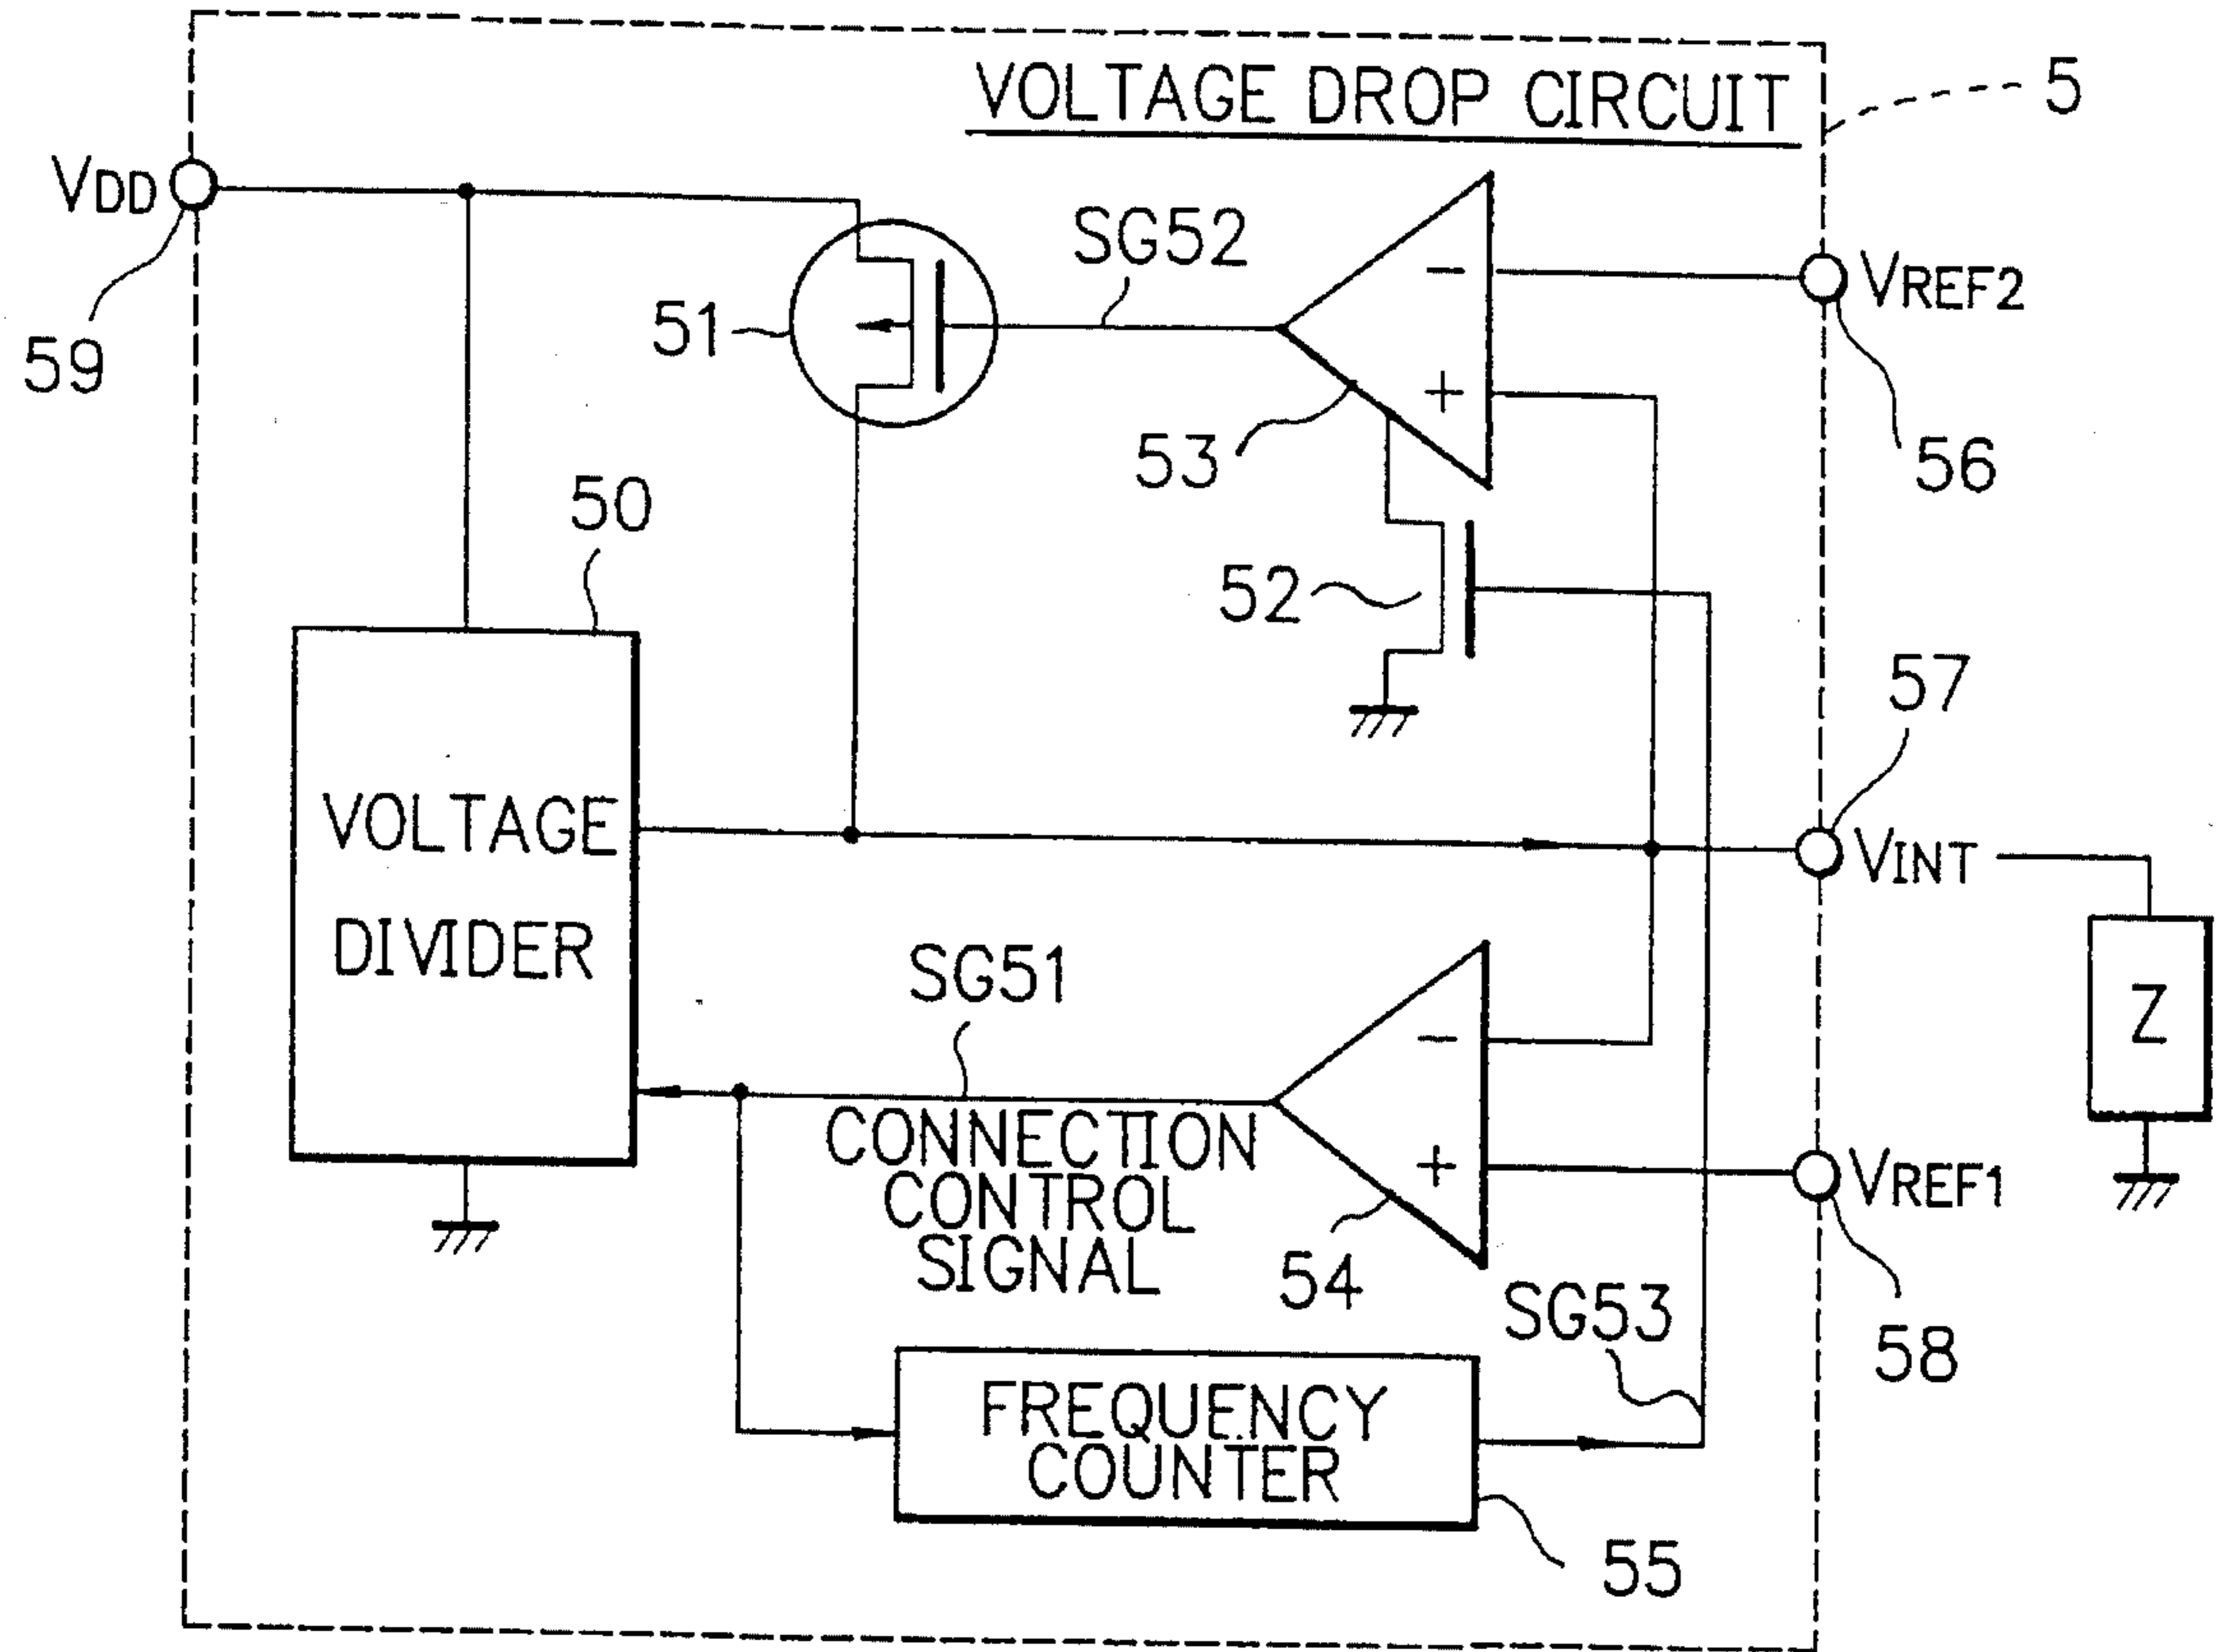 VOLTAGE DROP CIRCUIT
5
VDD
59
51
SG52
-
+
53
VREF2
56
50
52
57
VINT
VOLTAGE
DIVIDER
SG51
CONNECTION
CONTROL
SIGNAL
-
+
54
Z
VREF1
58
SG53
FREQUENCY
COUNTER
55